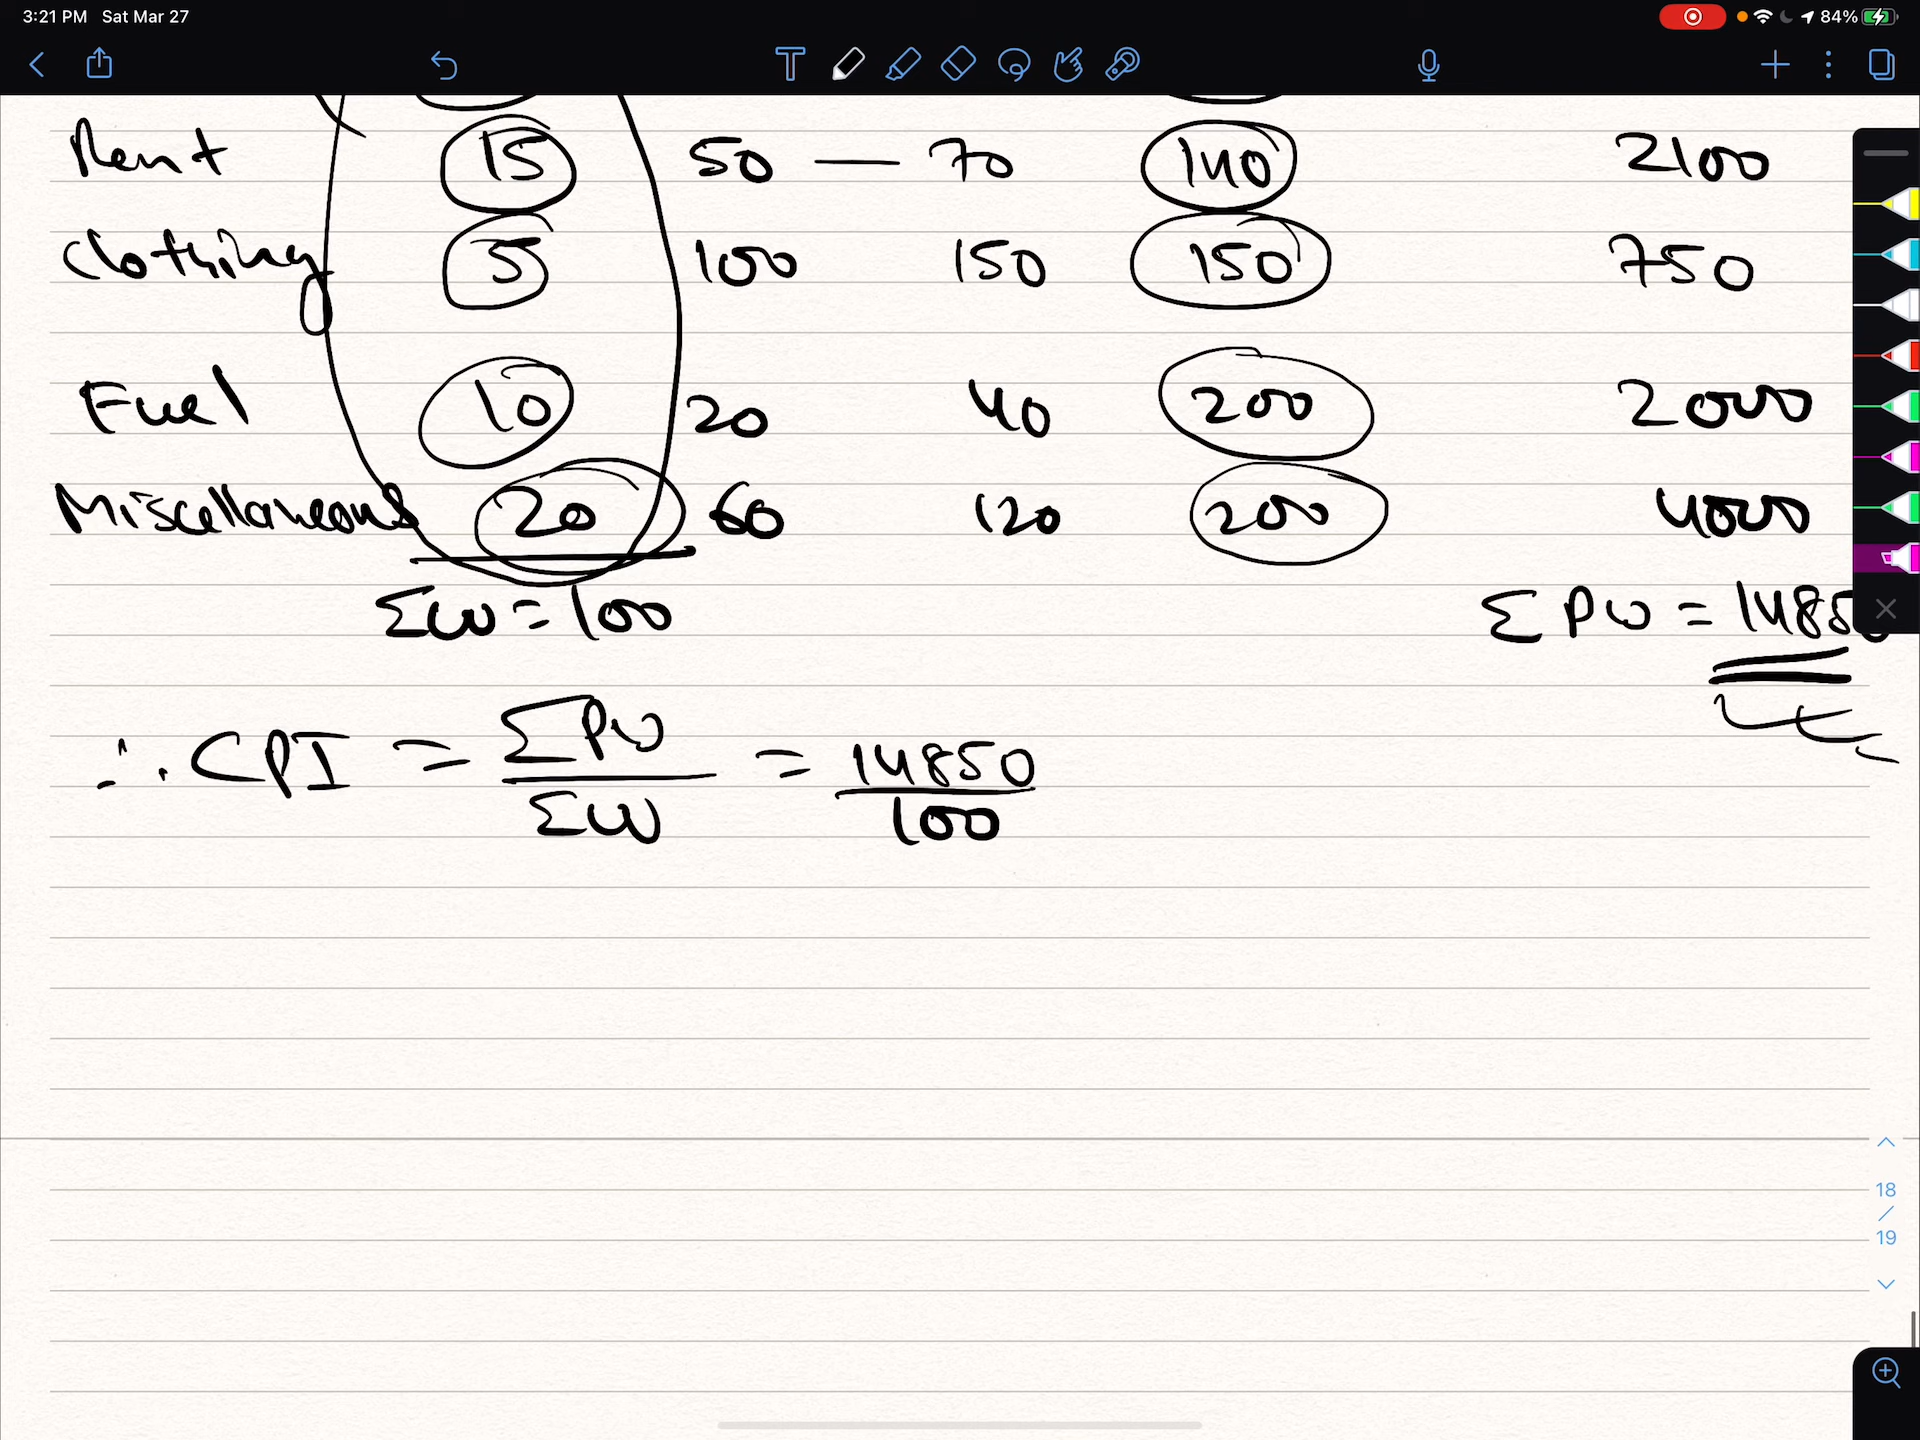 3:21 PM Sat Mar 27
84%
Rent 15 50 — 70 140 2100
Clothing 5 100 150 150 750
Fuel 10 20 40 200 2000
Miscellaneous 20 60 120 200 4000
Σw = 100 ΣPW = 14850
∴ CPI = ΣPW / ΣW = 14850 / 100
18
/
19